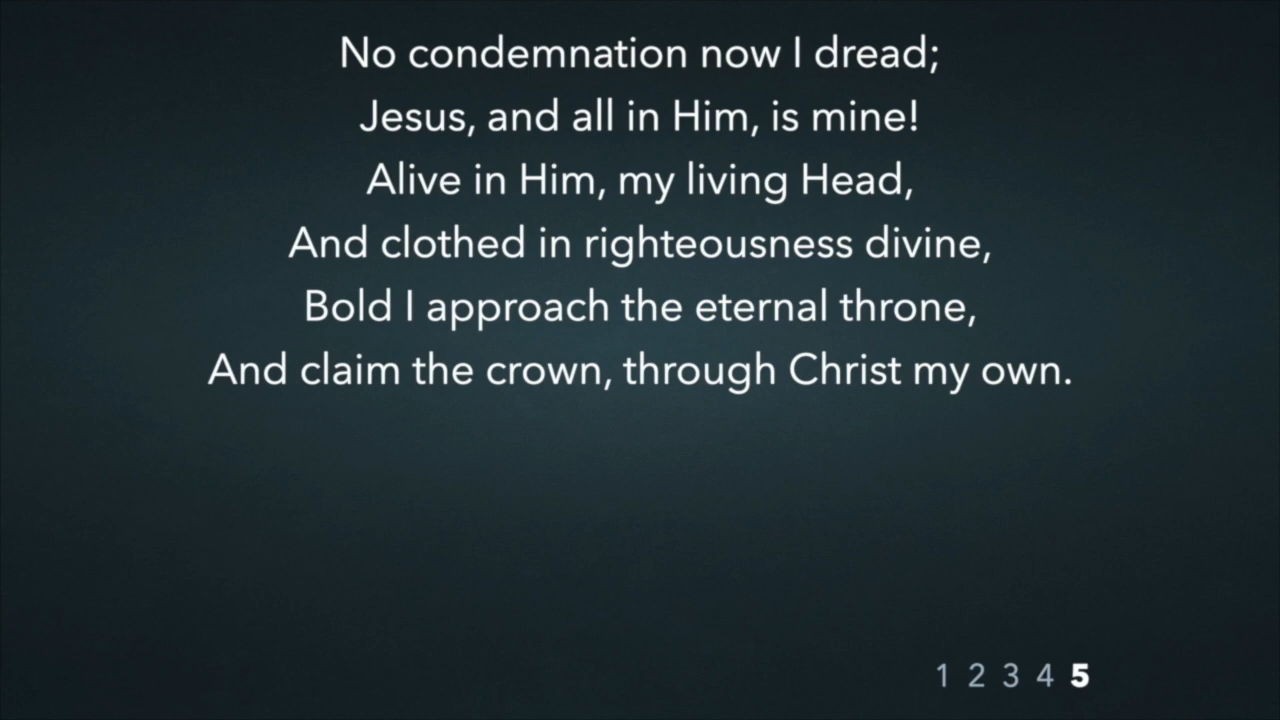 No condemnation now I dread;
Jesus, and all in Him, is mine!
Alive in Him, my living Head,
And clothed in righteousness divine,
Bold I approach the eternal throne,
And claim the crown, through Christ my own.
1 2 3 4 5